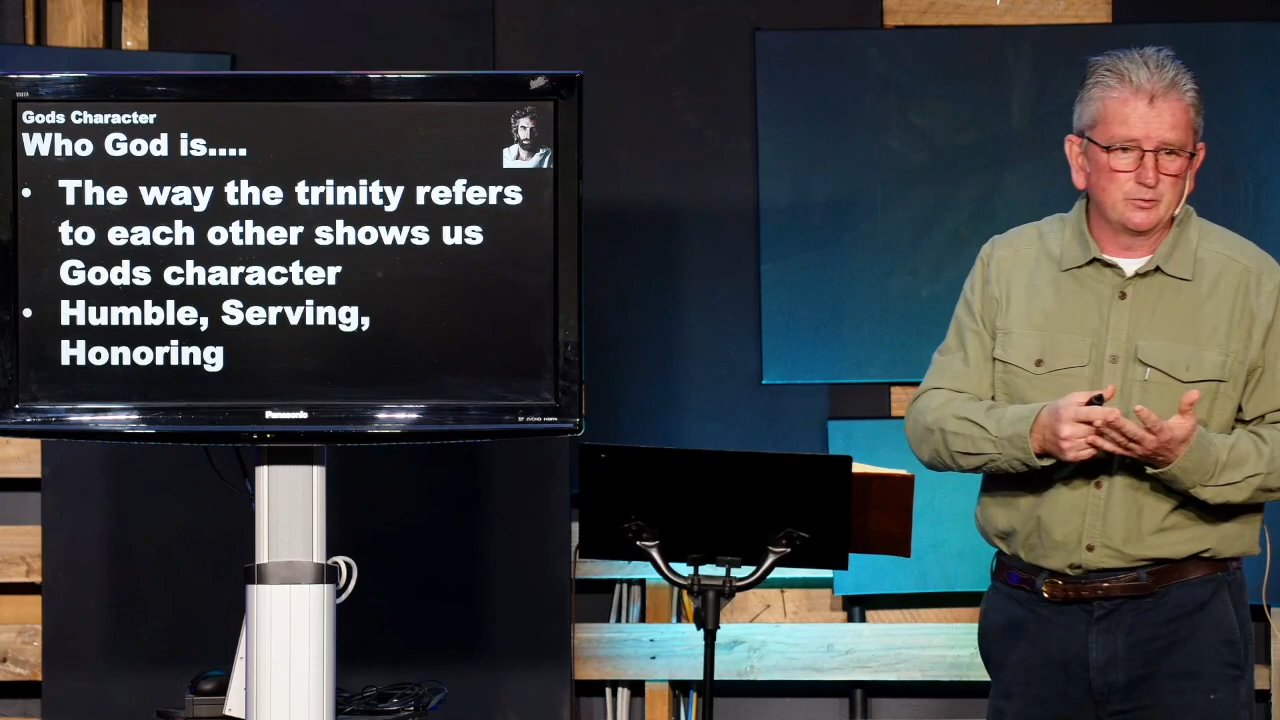 VIERA
Gods Character
Who God is....
• The way the trinity refers
to each other shows us
Gods character
• Humble, Serving,
Honoring
Panasonic